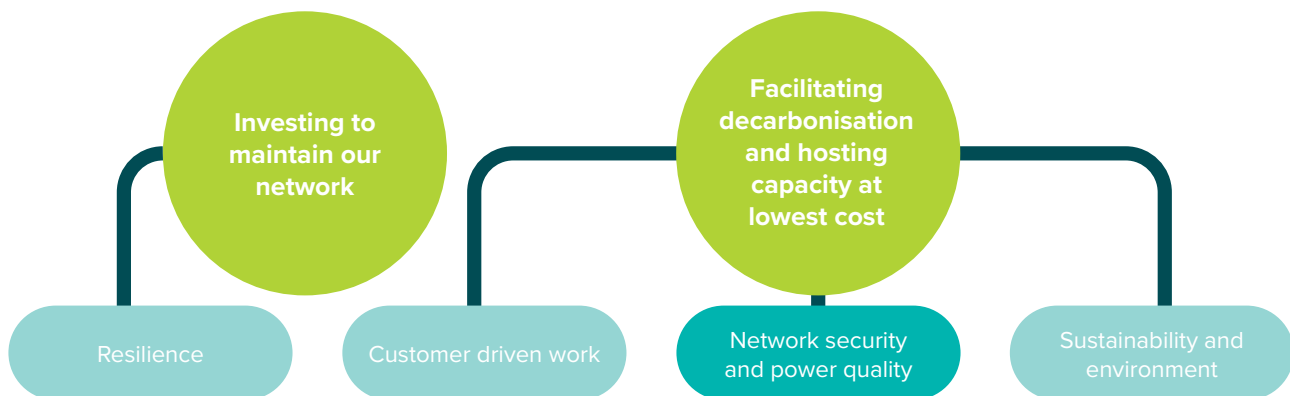 Investing to
maintain our
network
Facilitating
decarbonisation
and hosting
capacity at
lowest cost
Resilience
Customer driven work
Network security
and power quality
Sustainability and
environment